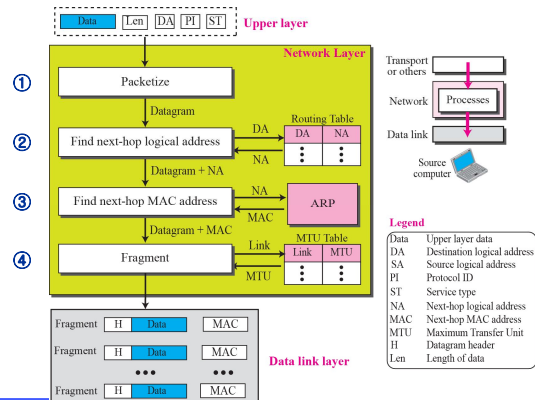 Data Len DA PI ST Upper layer
Network Layer
① Packetize
Datagram
Routing Table
② Find next-hop logical address
DA
NA
DA NA
Datagram + NA
③ Find next-hop MAC address
NA
MAC
ARP
Datagram + MAC
MTU Table
④ Fragment
Link
MTU
Link MTU
Fragment H Data MAC
Fragment H Data MAC
Fragment H Data MAC
Data link layer
Transport
or others
Network Processes
Data link
Source
computer
Legend
Data Upper layer data
DA Destination logical address
SA Source logical address
PI Protocol ID
ST Service type
NA Next-hop logical address
MAC Next-hop MAC address
MTU Maximum Transfer Unit
H Datagram header
Len Length of data